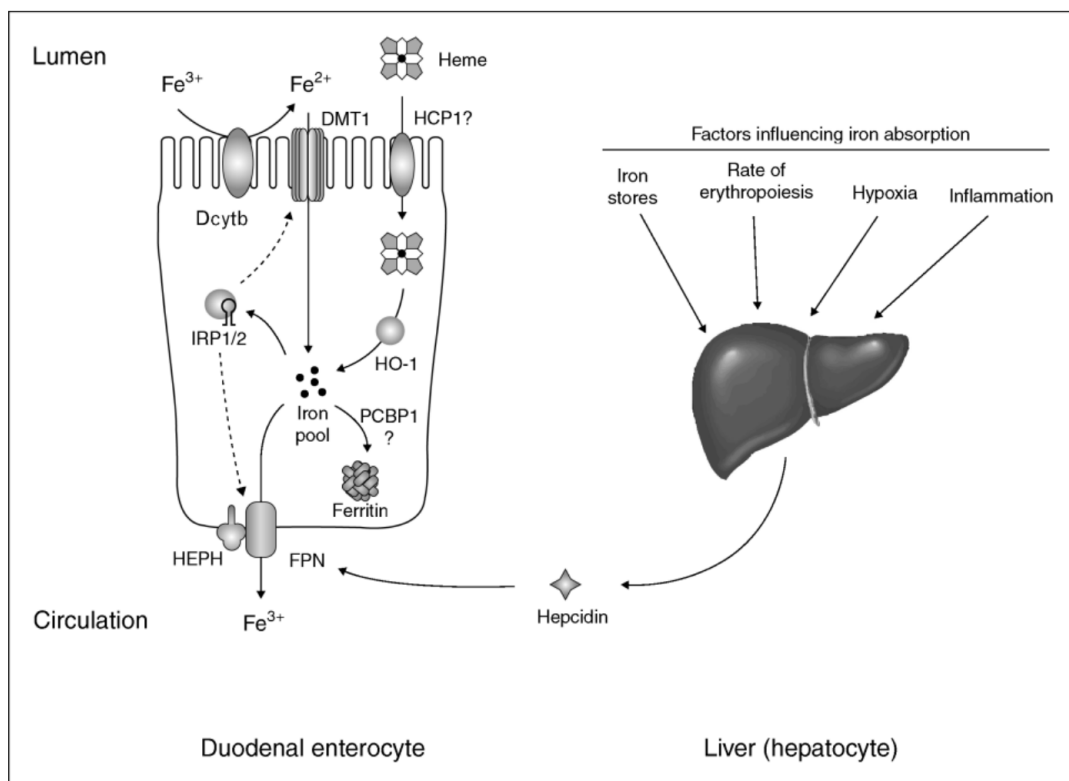 Lumen
Heme
Fe³⁺
Fe²⁺
DMT1
HCP1?
Dcytb
IRP1/2
HO-1
Iron
pool
PCBP1
?
Ferritin
HEPH
FPN
Circulation
Fe³⁺
Duodenal enterocyte
Factors influencing iron absorption
Iron
stores
Rate of
erythropoiesis
Hypoxia
Inflammation
Hepcidin
Liver (hepatocyte)